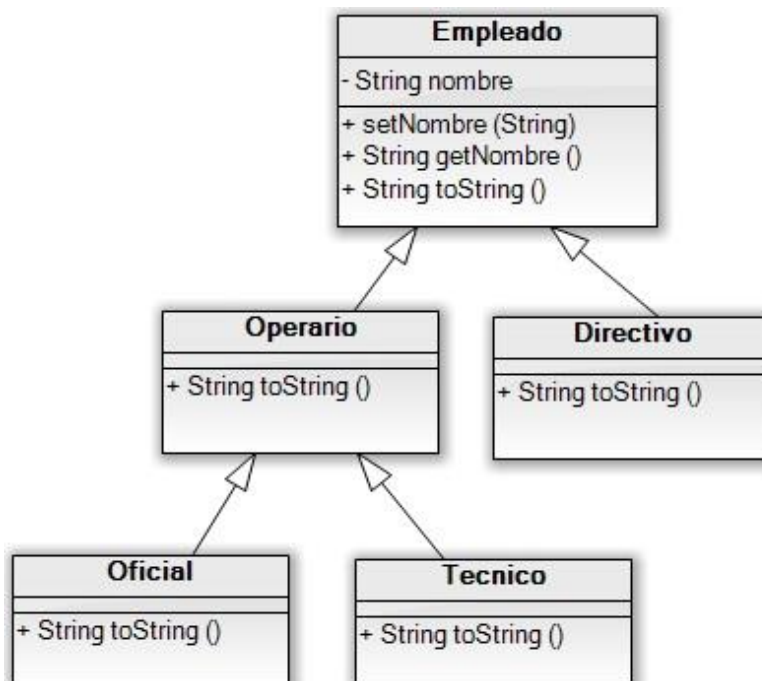 Empleado
- String nombre
+ setNombre (String)
+ String getNombre ()
+ String toString ()
Operario
+ String toString ()
Directivo
+ String toString ()
Oficial
+ String toString ()
Tecnico
+ String toString ()